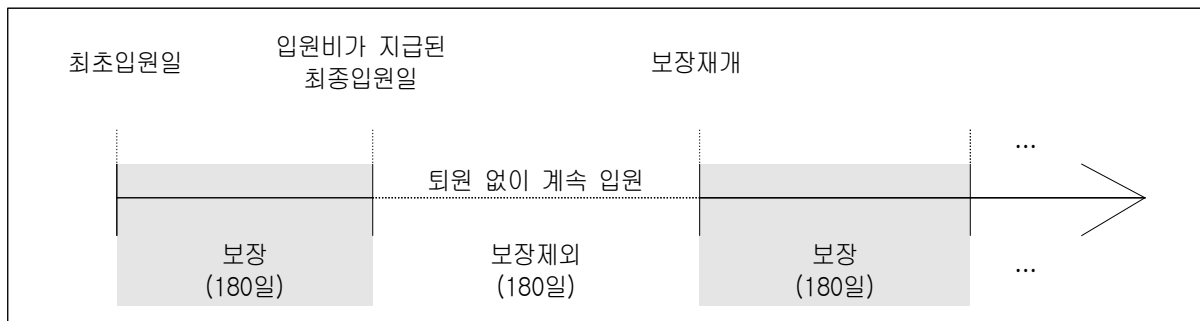 최초입원일
입원비가 지급된
최종입원일
보장재개
...
퇴원 없이 계속 입원
보장
(180일)
보장제외
(180일)
보장
(180일)
...